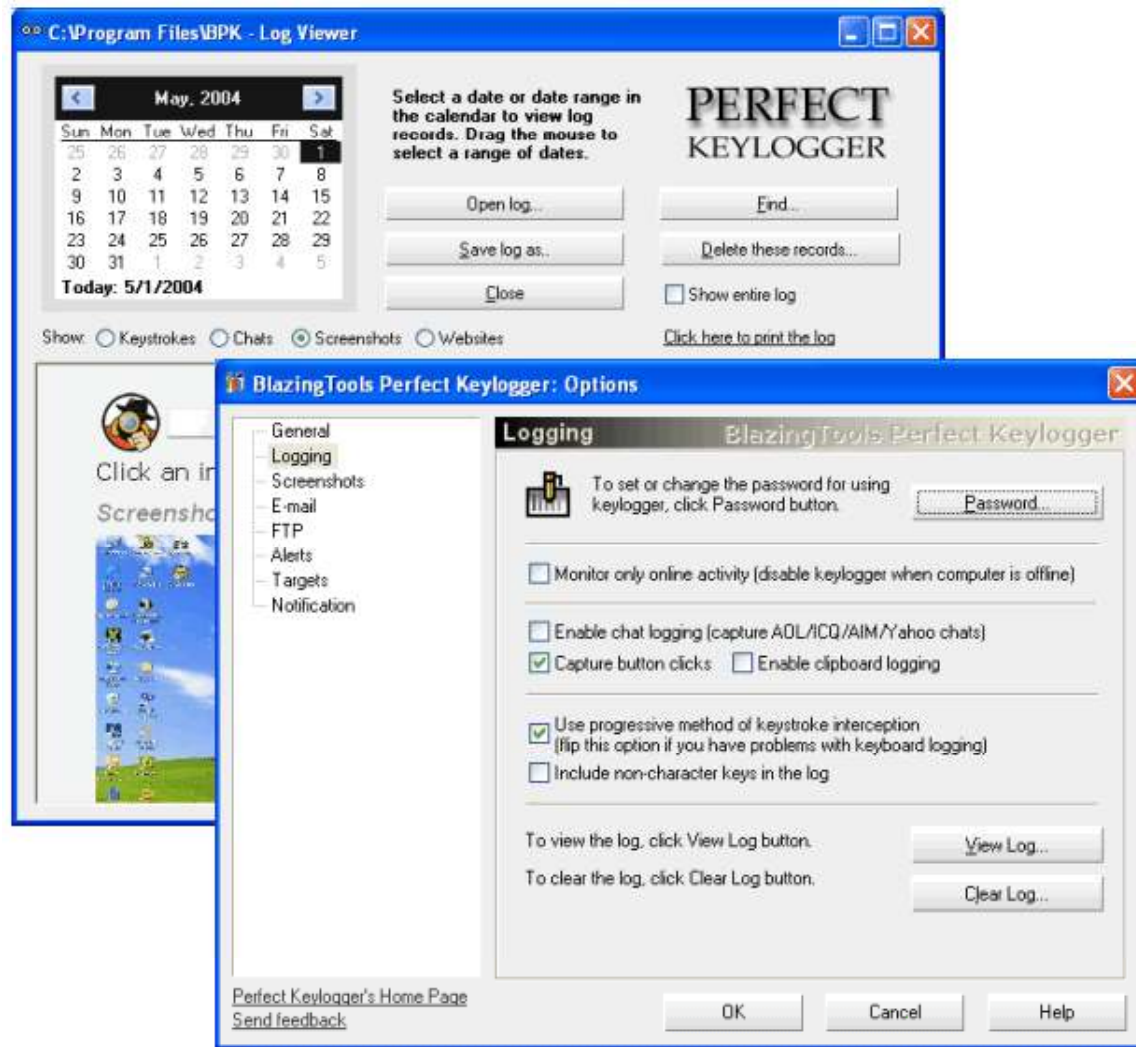 C:\Program Files\BPK - Log Viewer
May, 2004
Sun Mon Tue Wed Thu Fri Sat
25 26 27 28 29 30 1
2 3 4 5 6 7 8
9 10 11 12 13 14 15
16 17 18 19 20 21 22
23 24 25 26 27 28 29
30 31 1 2 3 4 5
Today: 5/1/2004
Select a date or date range in
the calendar to view log
records. Drag the mouse to
select a range of dates.
PERFECT
KEYLOGGER
Open log...
Find...
Save log as..
Delete these records...
Close
Show entire log
Show: Keystrokes Chats Screenshots Websites
Click here to print the log
Click an
BlazingTools Perfect Keylogger: Options
General
Logging
Screenshots
E-mail
FTP
Alerts
Targets
Notification
Logging BlazingTools Perfect Keylogger
To set or change the password for using
keylogger, click Password button.
Password...
Monitor only online activity (disable keylogger when computer is offline)
Enable chat logging (capture AOL/ICQ/AIM/Yahoo chats)
Capture button clicks Enable clipboard logging
Use progressive method of keystroke interception
(flip this option if you have problems with keyboard logging)
Include non-character keys in the log
To view the log, click View Log button.
View Log...
To clear the log, click Clear Log button.
Clear Log...
Perfect Keylogger's Home Page
Send feedback
OK Cancel Help